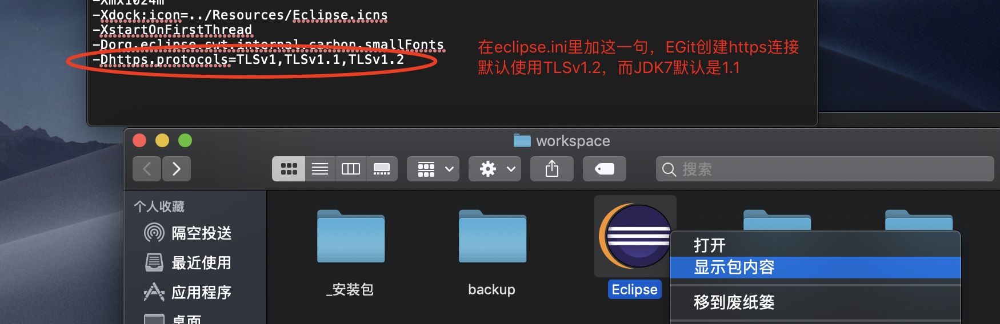 -Xmx1024m
-Xdock:icon=../Resources/Eclipse.icns
-XstartOnFirstThread
-Dorg.eclipse.swt.internal.carbon.smallFonts
-Dhttps.protocols=TLSv1,TLSv1.1,TLSv1.2
在eclipse.ini里加这一句，EGit创建https连接
默认使用TLSv1.2，而JDK7默认是1.1
workspace
搜索
个人收藏
隔空投送
最近使用
应用程序
桌面
_安装包
backup
Eclipse
打开
显示包内容
移到废纸篓